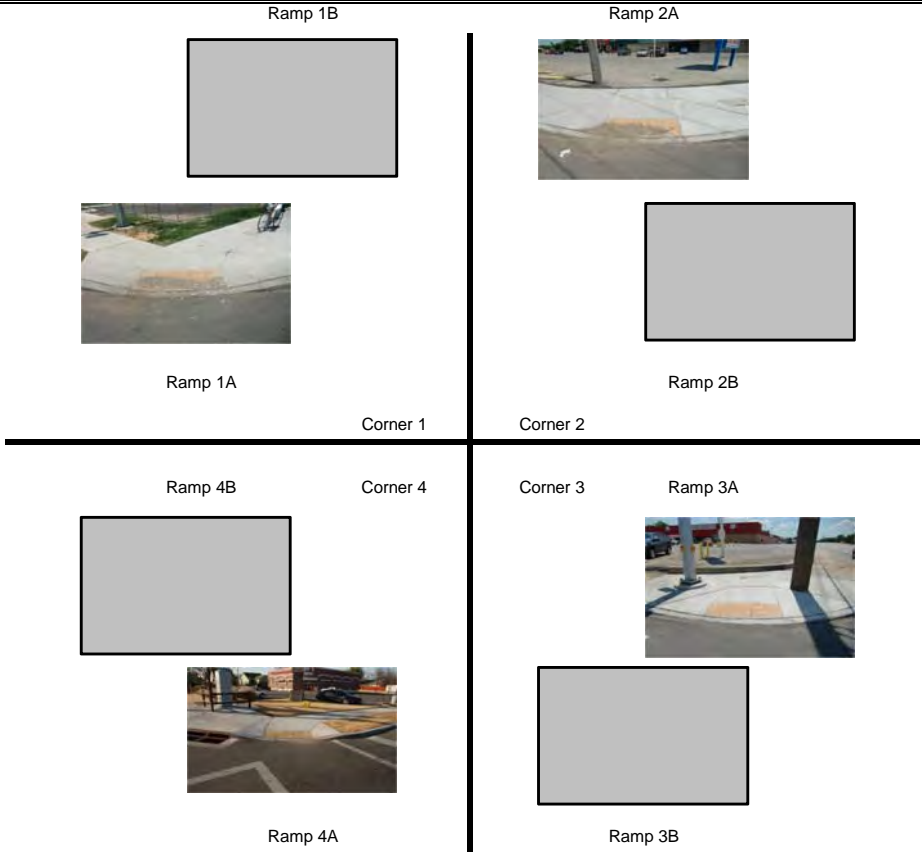 Ramp 1B
Ramp 2A
Ramp 1A
Ramp 2B
Corner 1
Corner 2
Ramp 4B
Corner 4
Corner 3
Ramp 3A
Ramp 4A
Ramp 3B